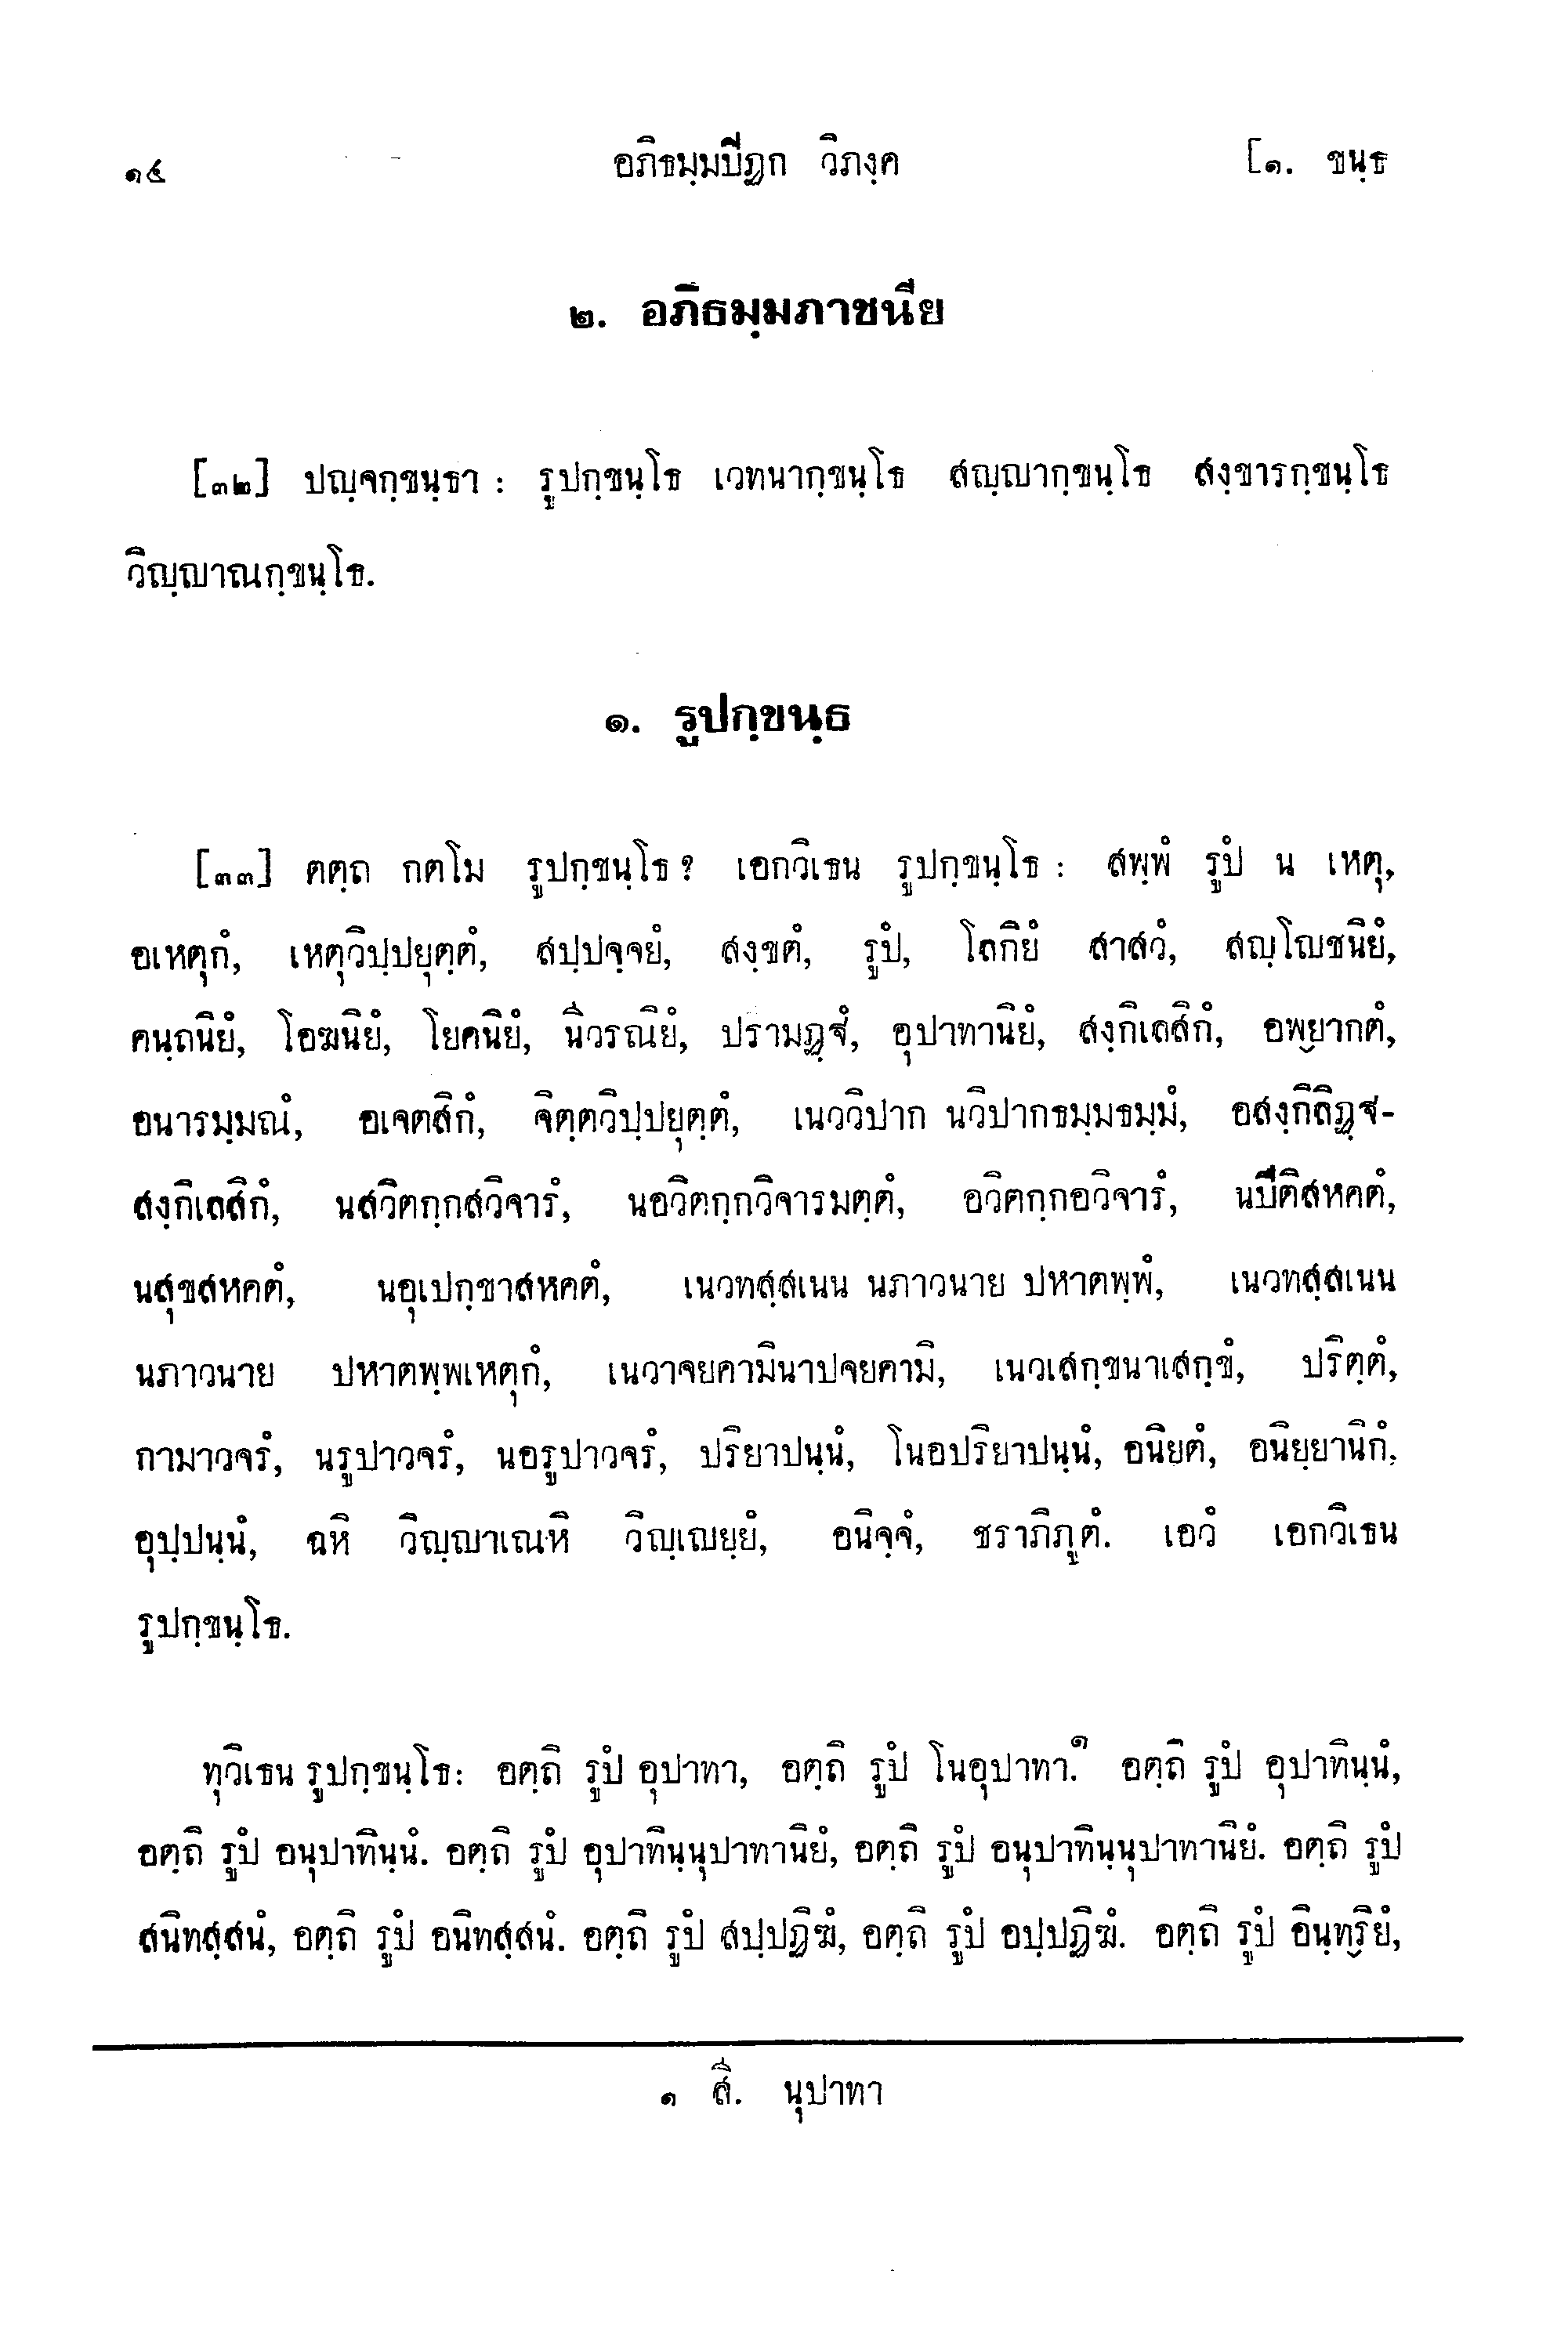 ๑๔ อภิธมฺมปีฏก วิภงฺค [๑. ขนฺธ
๒. อภิธมฺมภาชนีย
[๓๒] ปญฺจกฺขนฺธา : รูปกฺขนฺโธ เวทนากฺขนฺโธ สญฺญากฺขนฺโธ สงฺขารกฺขนฺโธ
วิญฺญาณกฺขนฺโธ.
๑. รูปกฺขนฺธ
[๓๓] ตตฺถ กตโม รูปกฺขนฺโธ ? เอกวิเธน รูปกฺขนฺโธ : สพฺพํ รูปํ น เหตุ,
อเหตุกํ, เหตุวิปฺปยุตฺตํ, สปฺปจฺจยํ, สงฺขตํ, รูปํ, โลกียํ สาสวํ, สญฺโญชนิยํ,
คนฺถนิยํ, โอฆนิยํ, โยคนิยํ, นีวรณิยํ, ปรามฏฺฐํ, อุปาทานิยํ, สงฺกิเลสิกํ, อพฺยากตํ,
อนารมฺมณํ, อเจตสิกํ, จิตฺตวิปฺปยุตฺตํ, เนววิปาก นวิปากธมฺมธมฺมํ, อสงฺกิลิฏฺฐ-
สงฺกิเลสิกํ, นสวิตกฺกสวิจารํ, นอวิตกฺกวิจารมตฺตํ, อวิตกฺกอวิจารํ, นปีติสหคตํ,
นสุขสหคตํ, นอุเปกฺขาสหคตํ, เนวทสฺสเนน นภาวนาย ปหาตพฺพํ, เนวทสฺสเนน
นภาวนาย ปหาตพฺพเหตุกํ, เนวาจยคามินาปจยคามิ, เนวเสกฺขนาเสกฺขํ, ปริตฺตํ,
กามาวจรํ, นรูปาวจรํ, นอรูปาวจรํ, ปริยาปนฺนํ, โนอปริยาปนฺนํ, อนิยตํ, อนิยฺยานิกํ,
อุปฺปนฺนํ, ฉหิ วิญฺญาเณหิ วิญฺเญยฺยํ, อนิจฺจํ, ชราภิภูตํ. เอวํ เอกวิเธน
รูปกฺขนฺโธ.
ทุวิเธน รูปกฺขนฺโธ: อตฺถิ รูปํ อุปาทา, อตฺถิ รูปํ โนอุปาทา.๑ อตฺถิ รูปํ อุปาทินฺนํ,
อตฺถิ รูปํ อนุปาทินฺนํ. อตฺถิ รูปํ อุปาทินฺนุปาทานิยํ, อตฺถิ รูปํ อนุปาทินฺนุปาทานิยํ. อตฺถิ รูปํ
สนิทสฺสนํ, อตฺถิ รูปํ อนิทสฺสนํ. อตฺถิ รูปํ สปฺปฏิฆํ, อตฺถิ รูปํ อปฺปฏิฆํ. อตฺถิ รูปํ อินฺทฺริยํ,
๑ สี. นุปาทา